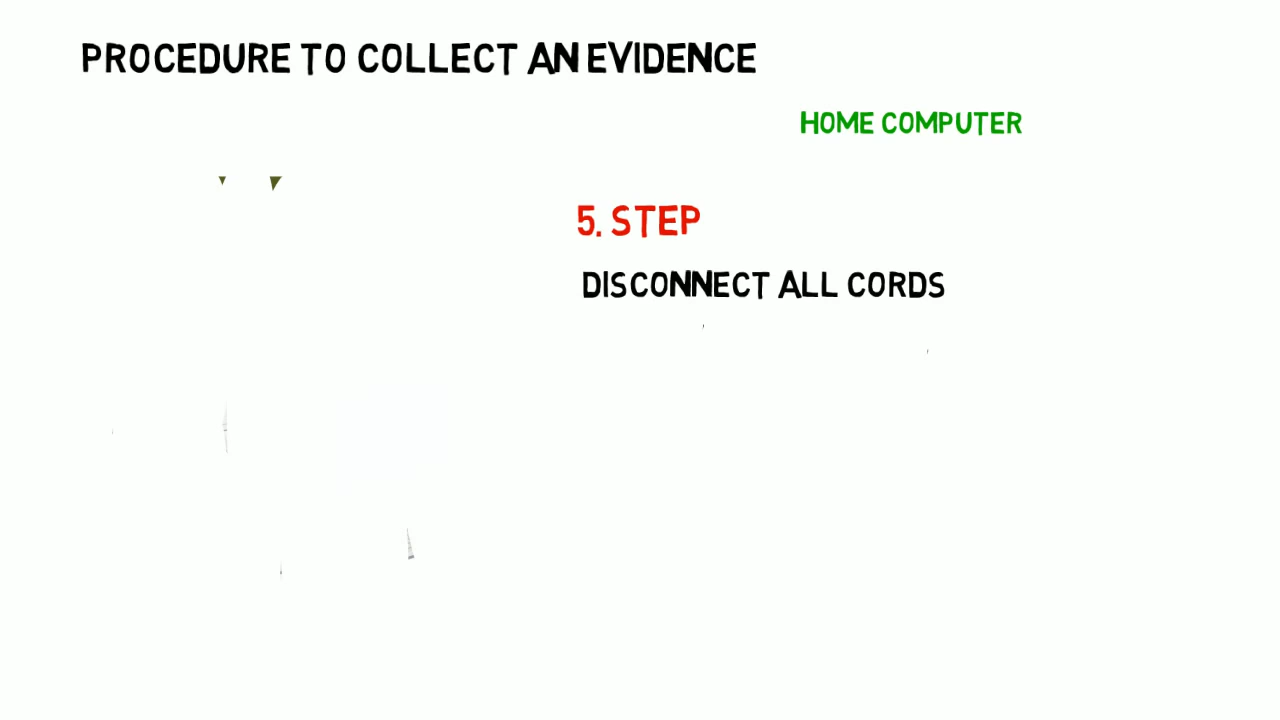 PROCEDURE TO COLLECT AN EVIDENCE
HOME COMPUTER
5. STEP
DISCONNECT ALL CORDS